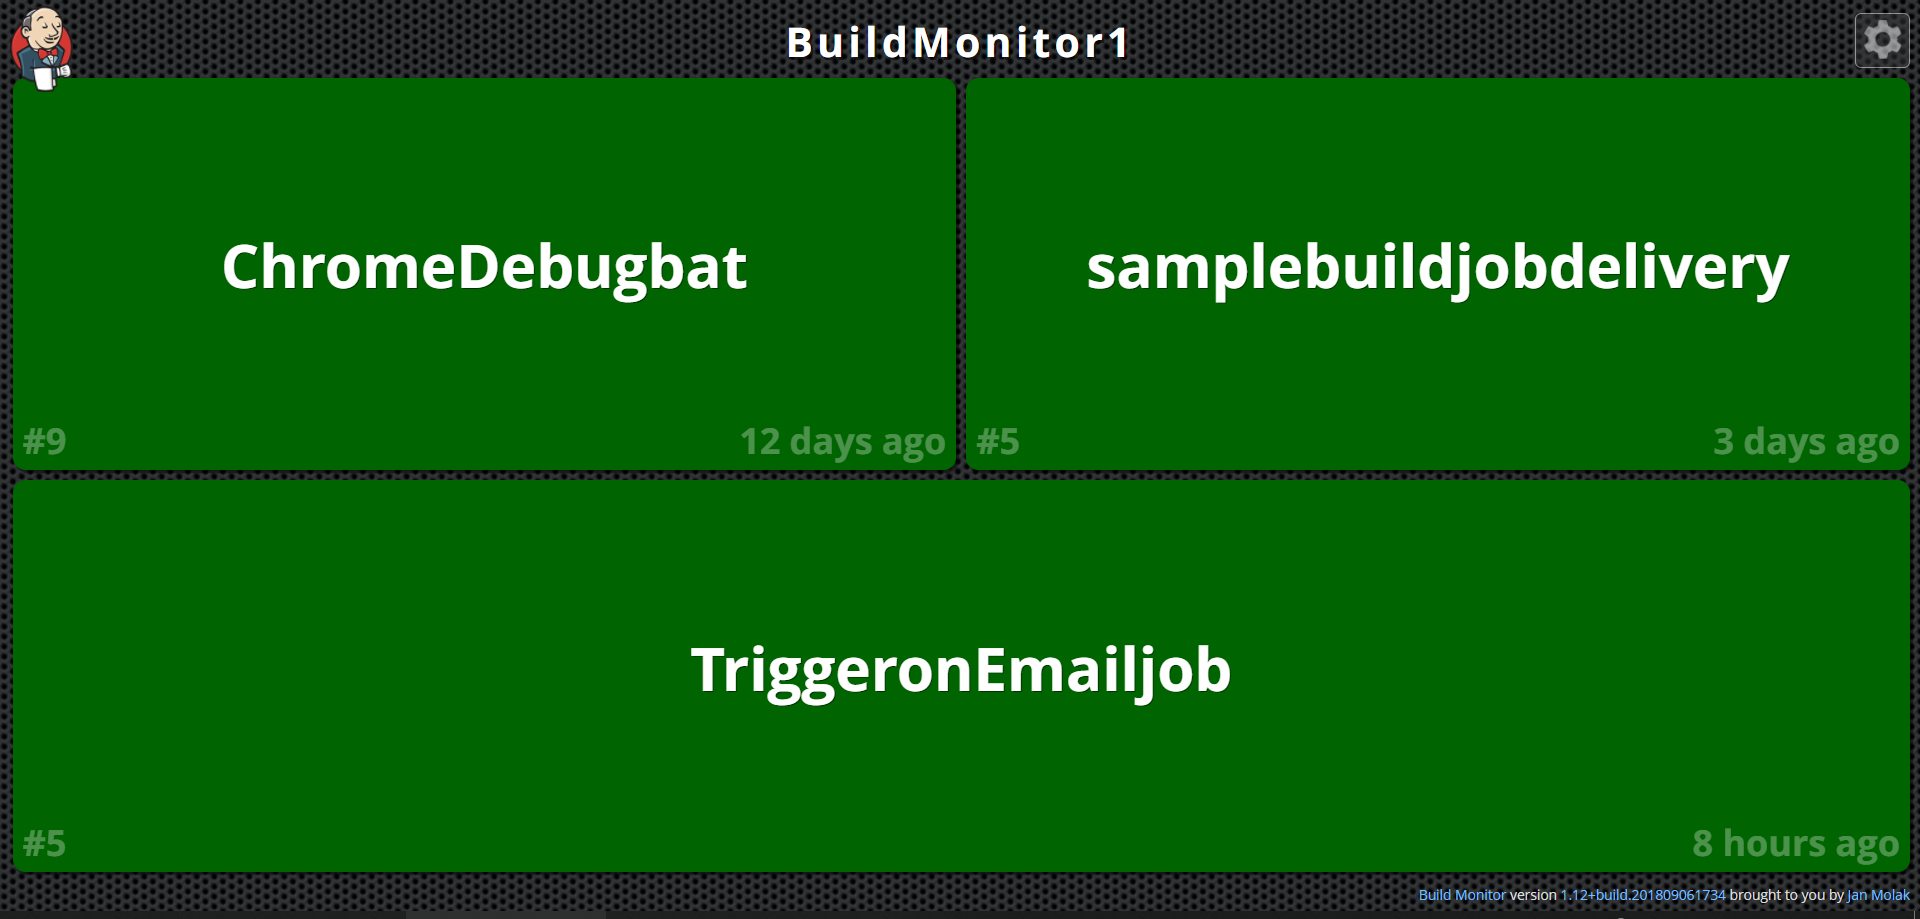 BuildMonitor1
ChromeDebugbat
#9
12 days ago
samplebuildjobdelivery
#5
3 days ago
TriggeronEmailjob
#5
8 hours ago
Build Monitor version 1.12+build.201809061734 brought to you by Jan Molak